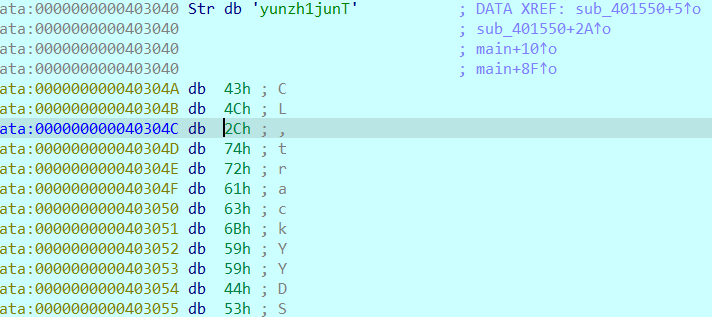 ata:0000000000403040 Str db 'yunzh1junT' ; DATA XREF: sub_401550+5↑o
ata:0000000000403040 ; sub_401550+2A↑o
ata:0000000000403040 ; main+10↑o
ata:0000000000403040 ; main+8F↑o
ata:000000000040304A db 43h ; C
ata:000000000040304B db 4Ch ; L
ata:000000000040304C db 2Ch ; ,
ata:000000000040304D db 74h ; t
ata:000000000040304E db 72h ; r
ata:000000000040304F db 61h ; a
ata:0000000000403050 db 63h ; c
ata:0000000000403051 db 6Bh ; k
ata:0000000000403052 db 59h ; Y
ata:0000000000403053 db 59h ; Y
ata:0000000000403054 db 44h ; D
ata:0000000000403055 db 53h ; S